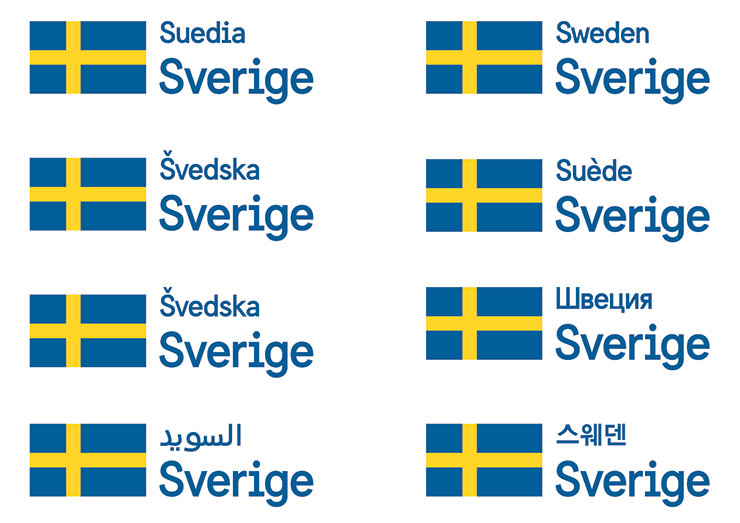 Suedia
Sverige
Sweden
Sverige
Švedska
Sverige
Suède
Sverige
Švedska
Sverige
Швеция
Sverige
السويد
Sverige
스웨덴
Sverige